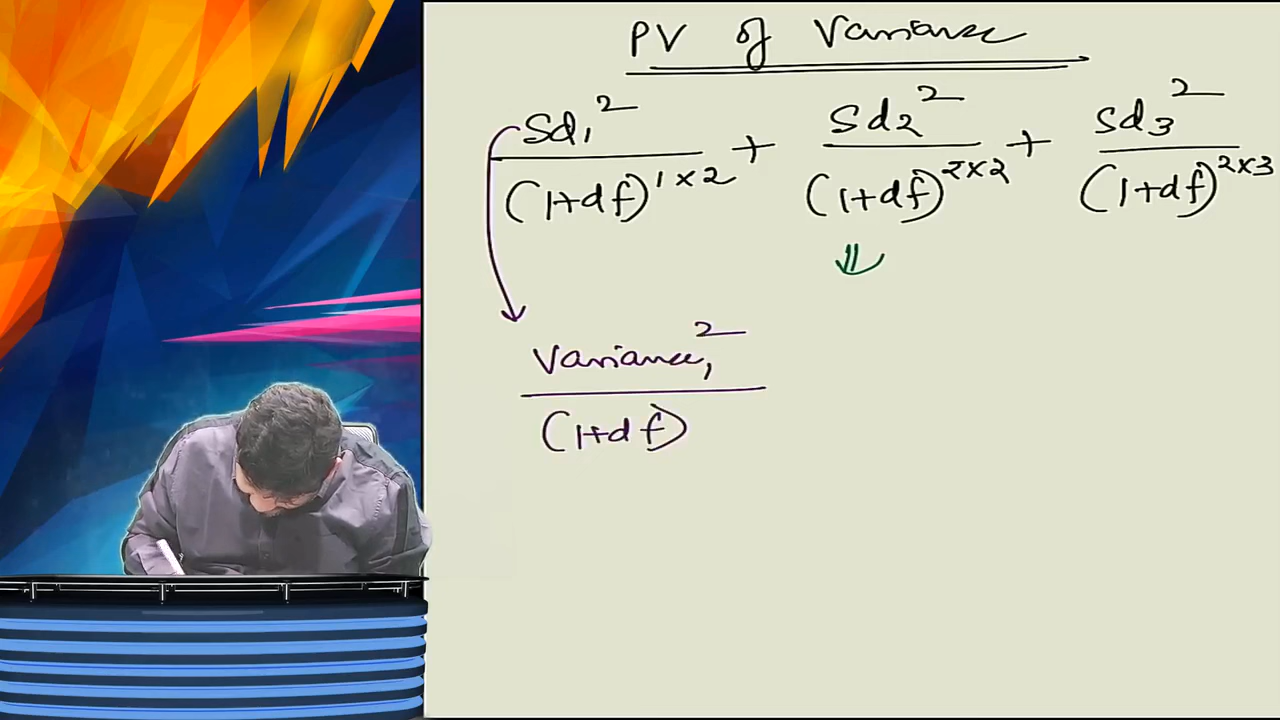 PV of Variance
Sd₁² / (1+df)^1×2 + Sd2² / (1+df)^2×2 + Sd3² / (1+df)^2×3
Variance₁² / (1+df)